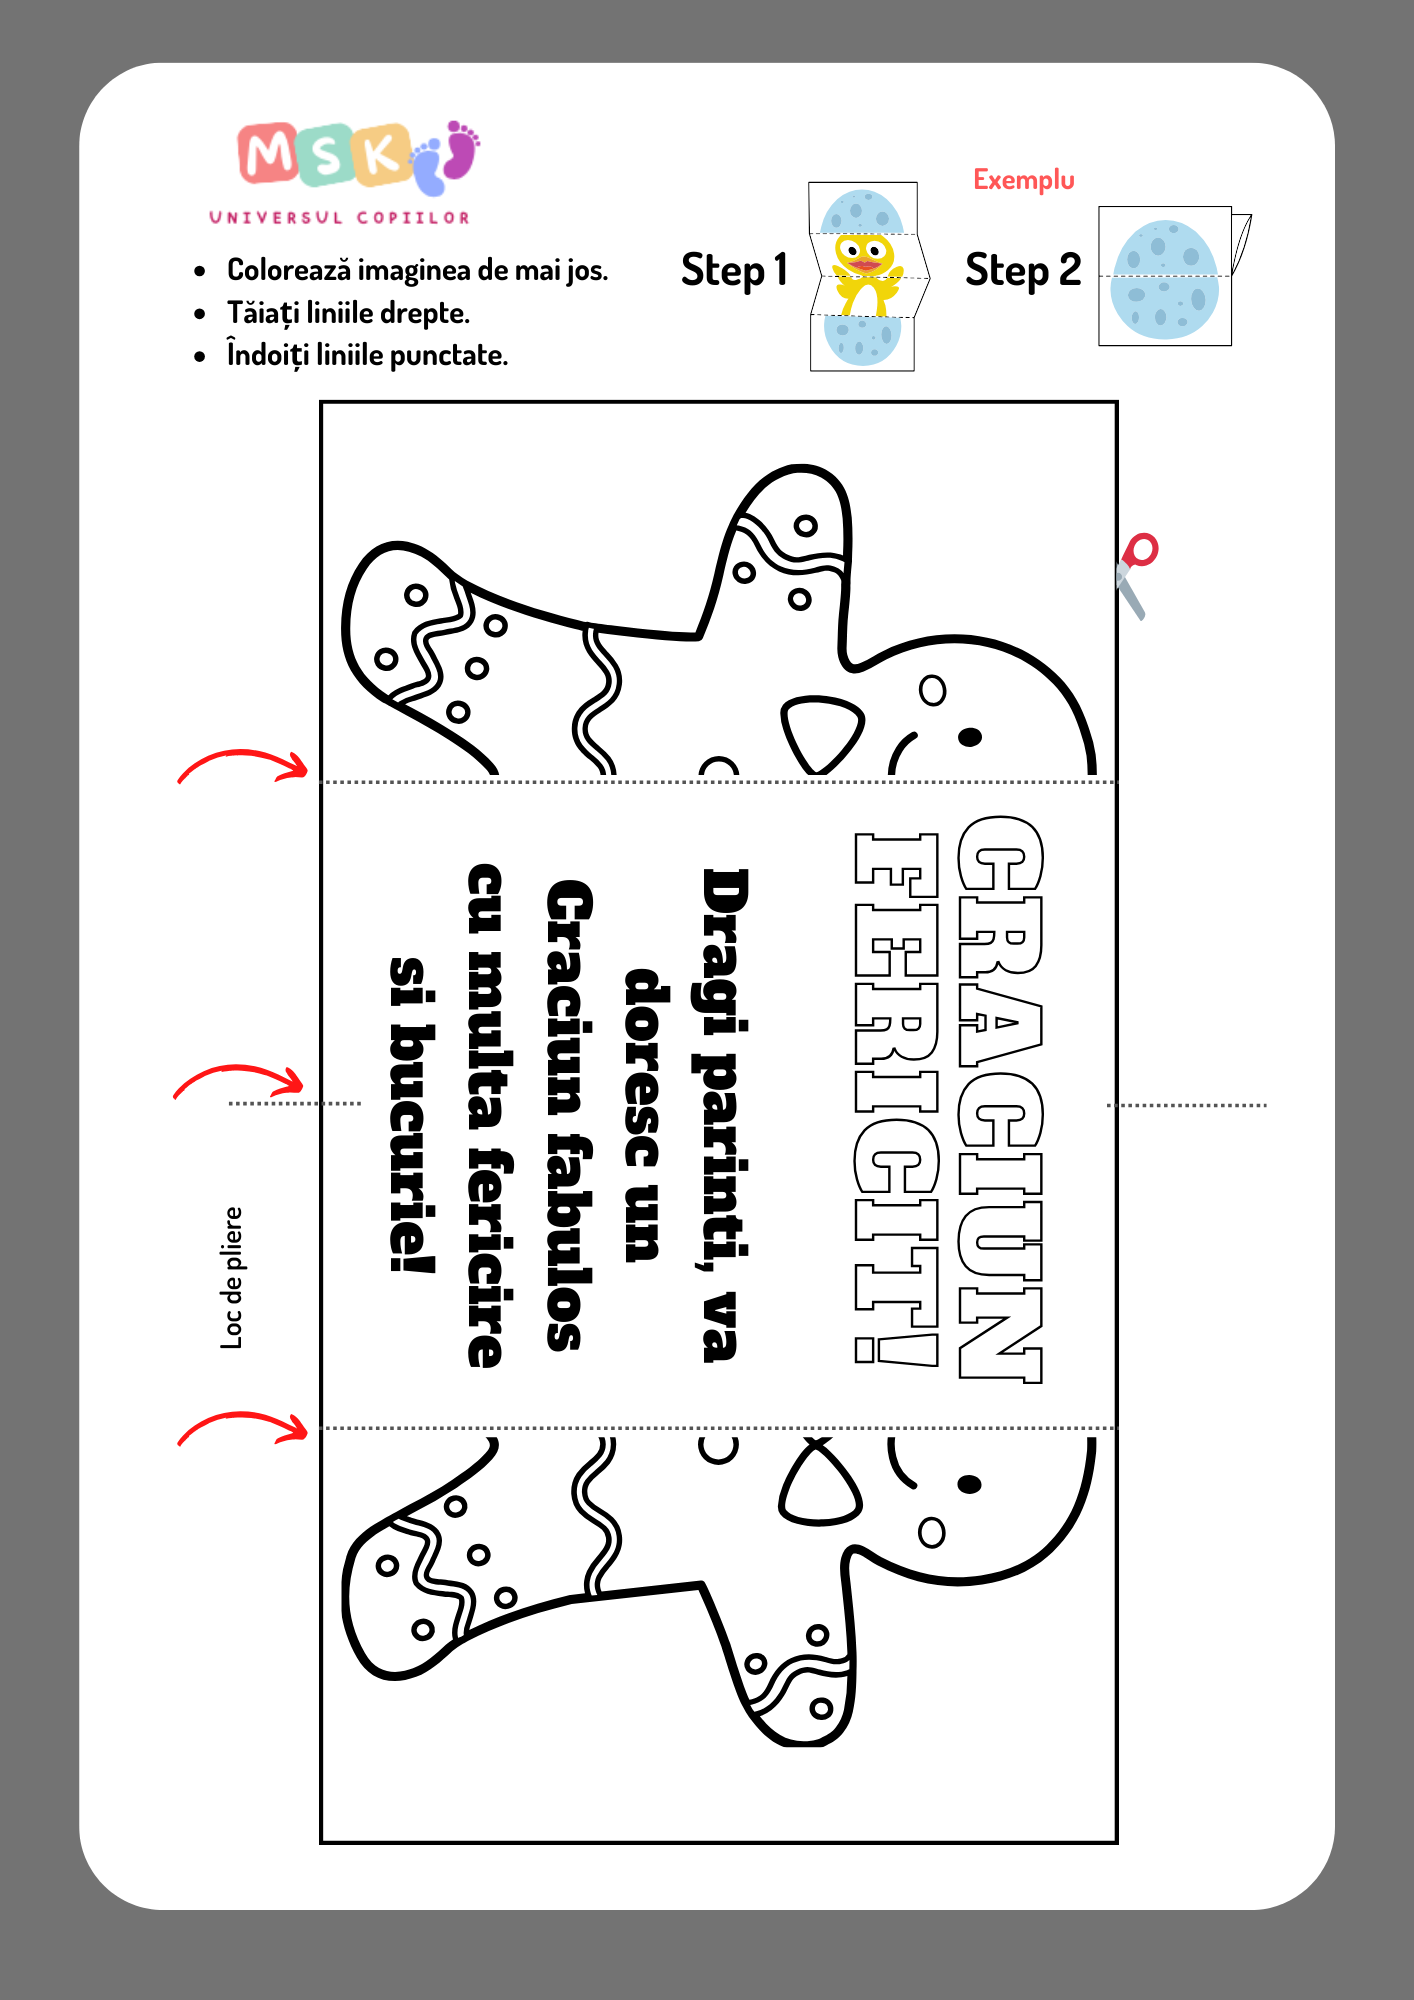 MSK
UNIVERSUL COPIILOR
Exemplu
Colorează imaginea de mai jos.
Tăiați liniile drepte.
Îndoiți liniile punctate.
Step 1
Step 2
CRACIUN
FERICIT!
Dragi parinti, va
doresc un
Craciun fabulos
cu multa fericire
si bucurie!
Loc de pliere